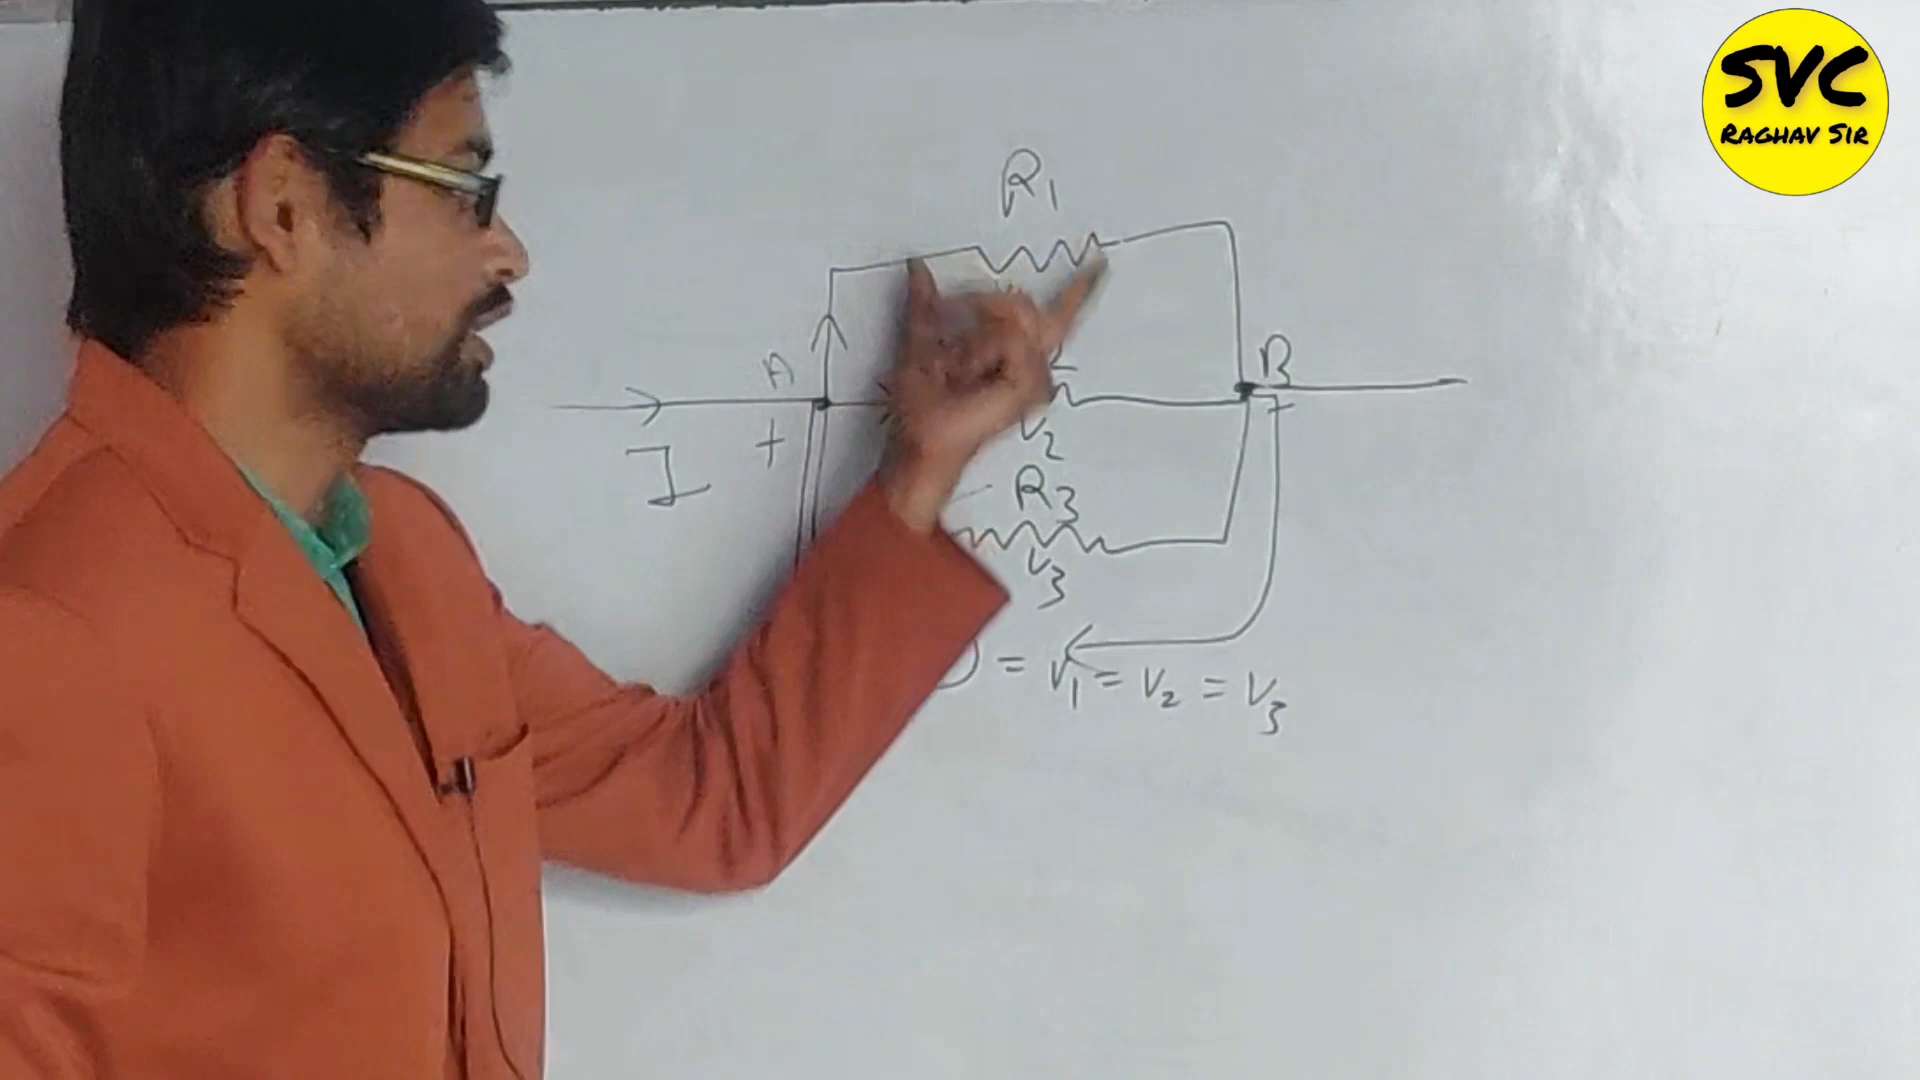 SVC
RAGHAV SIR
R1
A
B
+
I
V2
R3
V3
= V1 = V2 = V3